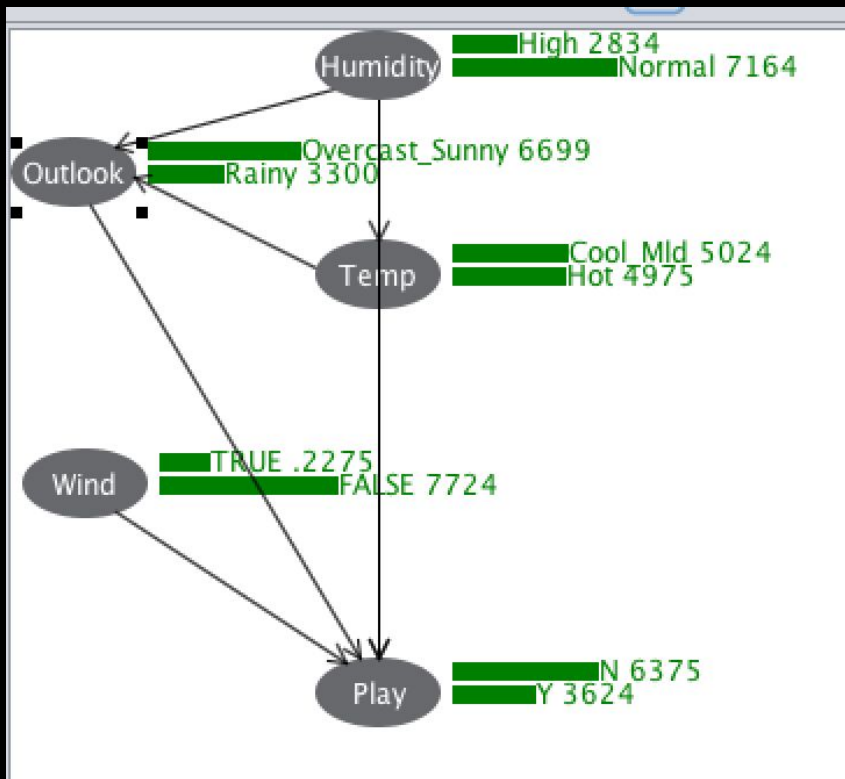 Humidity
High 2834
Normal 7164
Outlook
Overcast_Sunny 6699
Rainy 3300
Temp
Cool_Mld 5024
Hot 4975
Wind
TRUE .2275
FALSE 7724
Play
N 6375
Y 3624